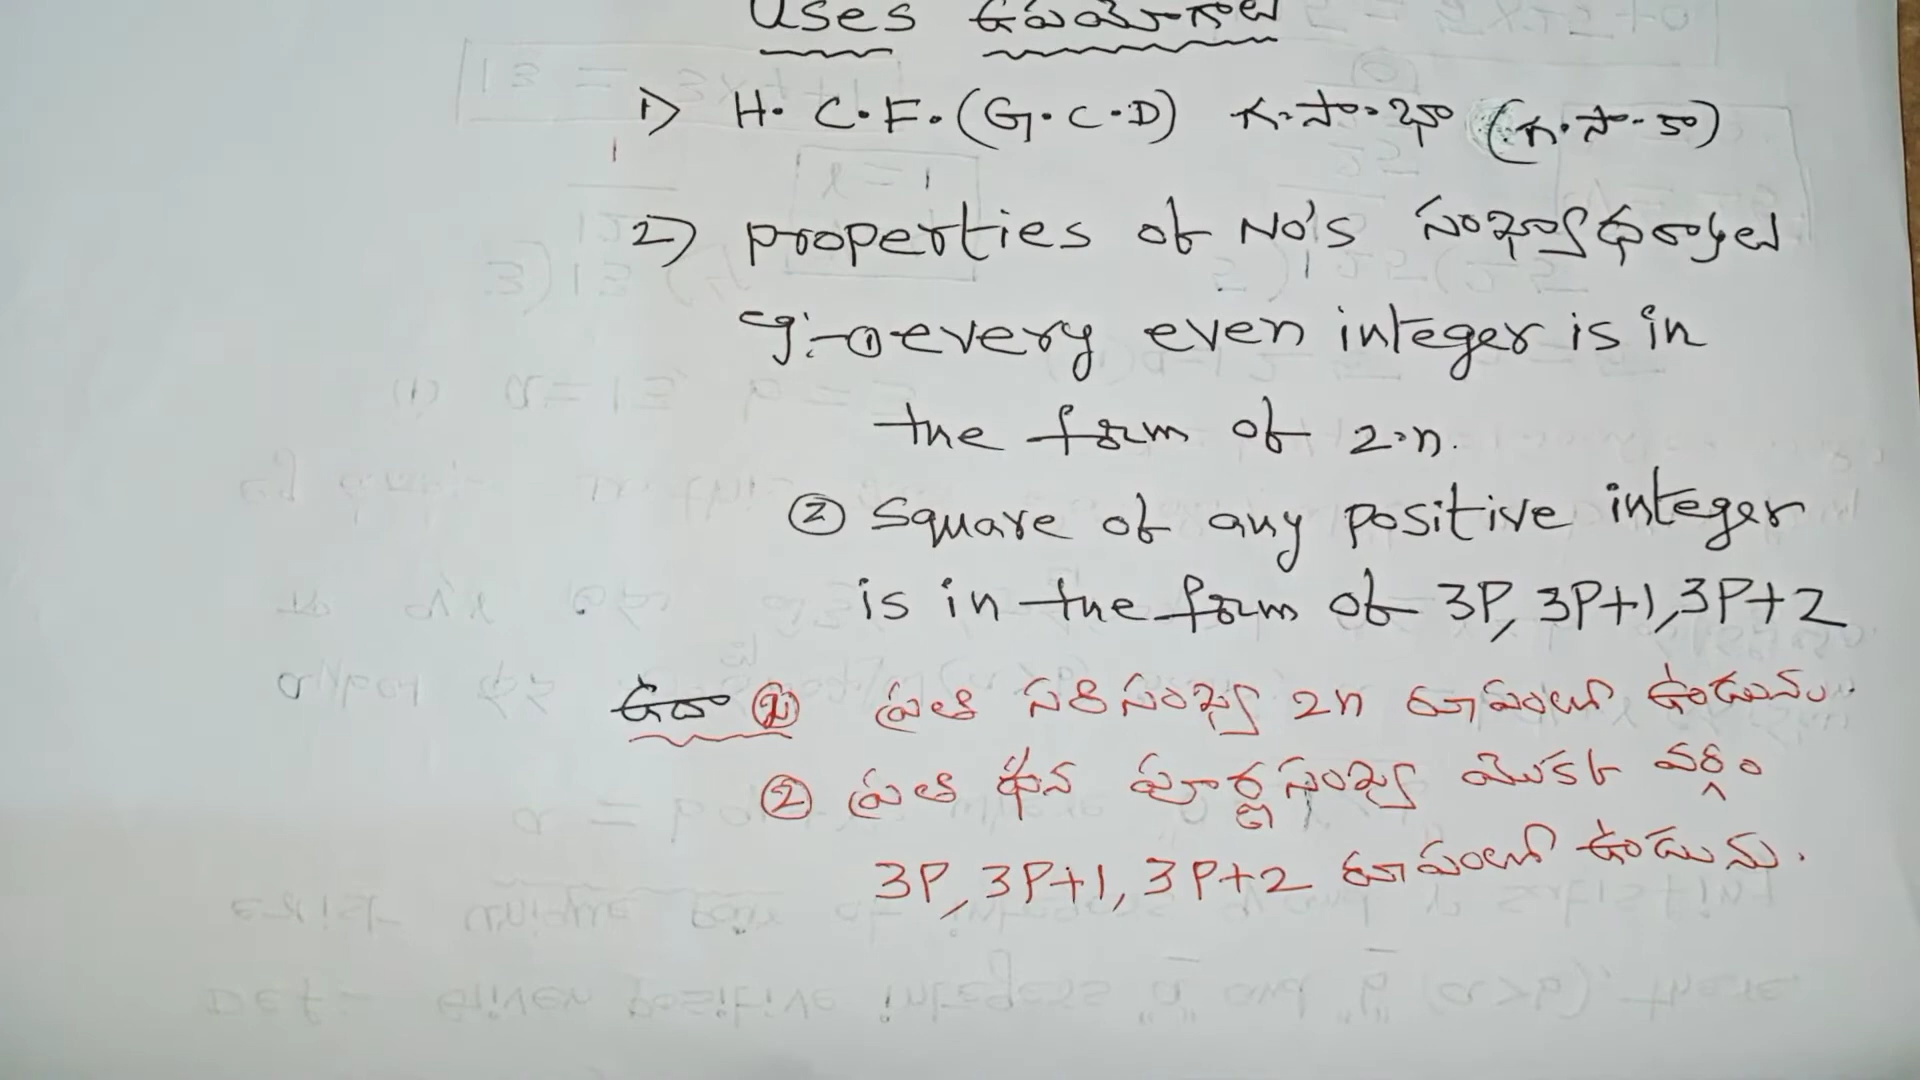 Uses ఉపయోగాలు
1) H.C.F.(G.C.D) గ.సా.భా (గ.సా.కా)
2) properties of No's సంఖ్యాధర్మాలు
eg:- ① every even integer is in
the form of 2n.
② Square of any positive integer
is in the form of 3P, 3P+1, 3P+2
ఉదా ① ప్రతి సరిసంఖ్య 2n రూపంలో ఉండును.
② ప్రతి ధన పూర్ణసంఖ్య యొక్క వర్గం
3P, 3P+1, 3P+2 రూపంలో ఉండును.